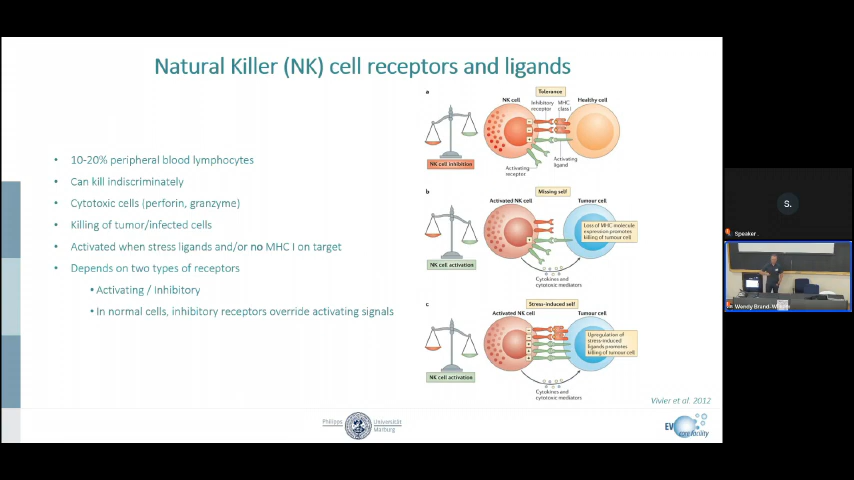 Natural Killer (NK) cell receptors and ligands
10-20% peripheral blood lymphocytes
Can kill indiscriminately
Cytotoxic cells (perforin, granzyme)
Killing of tumor/infected cells
Activated when stress ligands and/or no MHC I on target
Depends on two types of receptors
Activating / Inhibitory
In normal cells, inhibitory receptors override activating signals
a
Tolerance
NK cell
Inhibitory
receptor
MHC
class I
Healthy cell
NK cell inhibition
Activating
receptor
Activating
ligand
b
Missing self
Activated NK cell
Tumour cell
Loss of MHC molecule
expression promotes
killing of tumour cell
NK cell activation
Cytokines and
cytotoxic mediators
c
Stress-induced self
Activated NK cell
Tumour cell
Upregulation of
stress-induced
ligands promotes
killing of tumour cell
NK cell activation
Cytokines and
cytotoxic mediators
Vivier et al. 2012
Philipps
Universität
Marburg
EV
core facility
S.
Speaker .
Wendy Brand-W